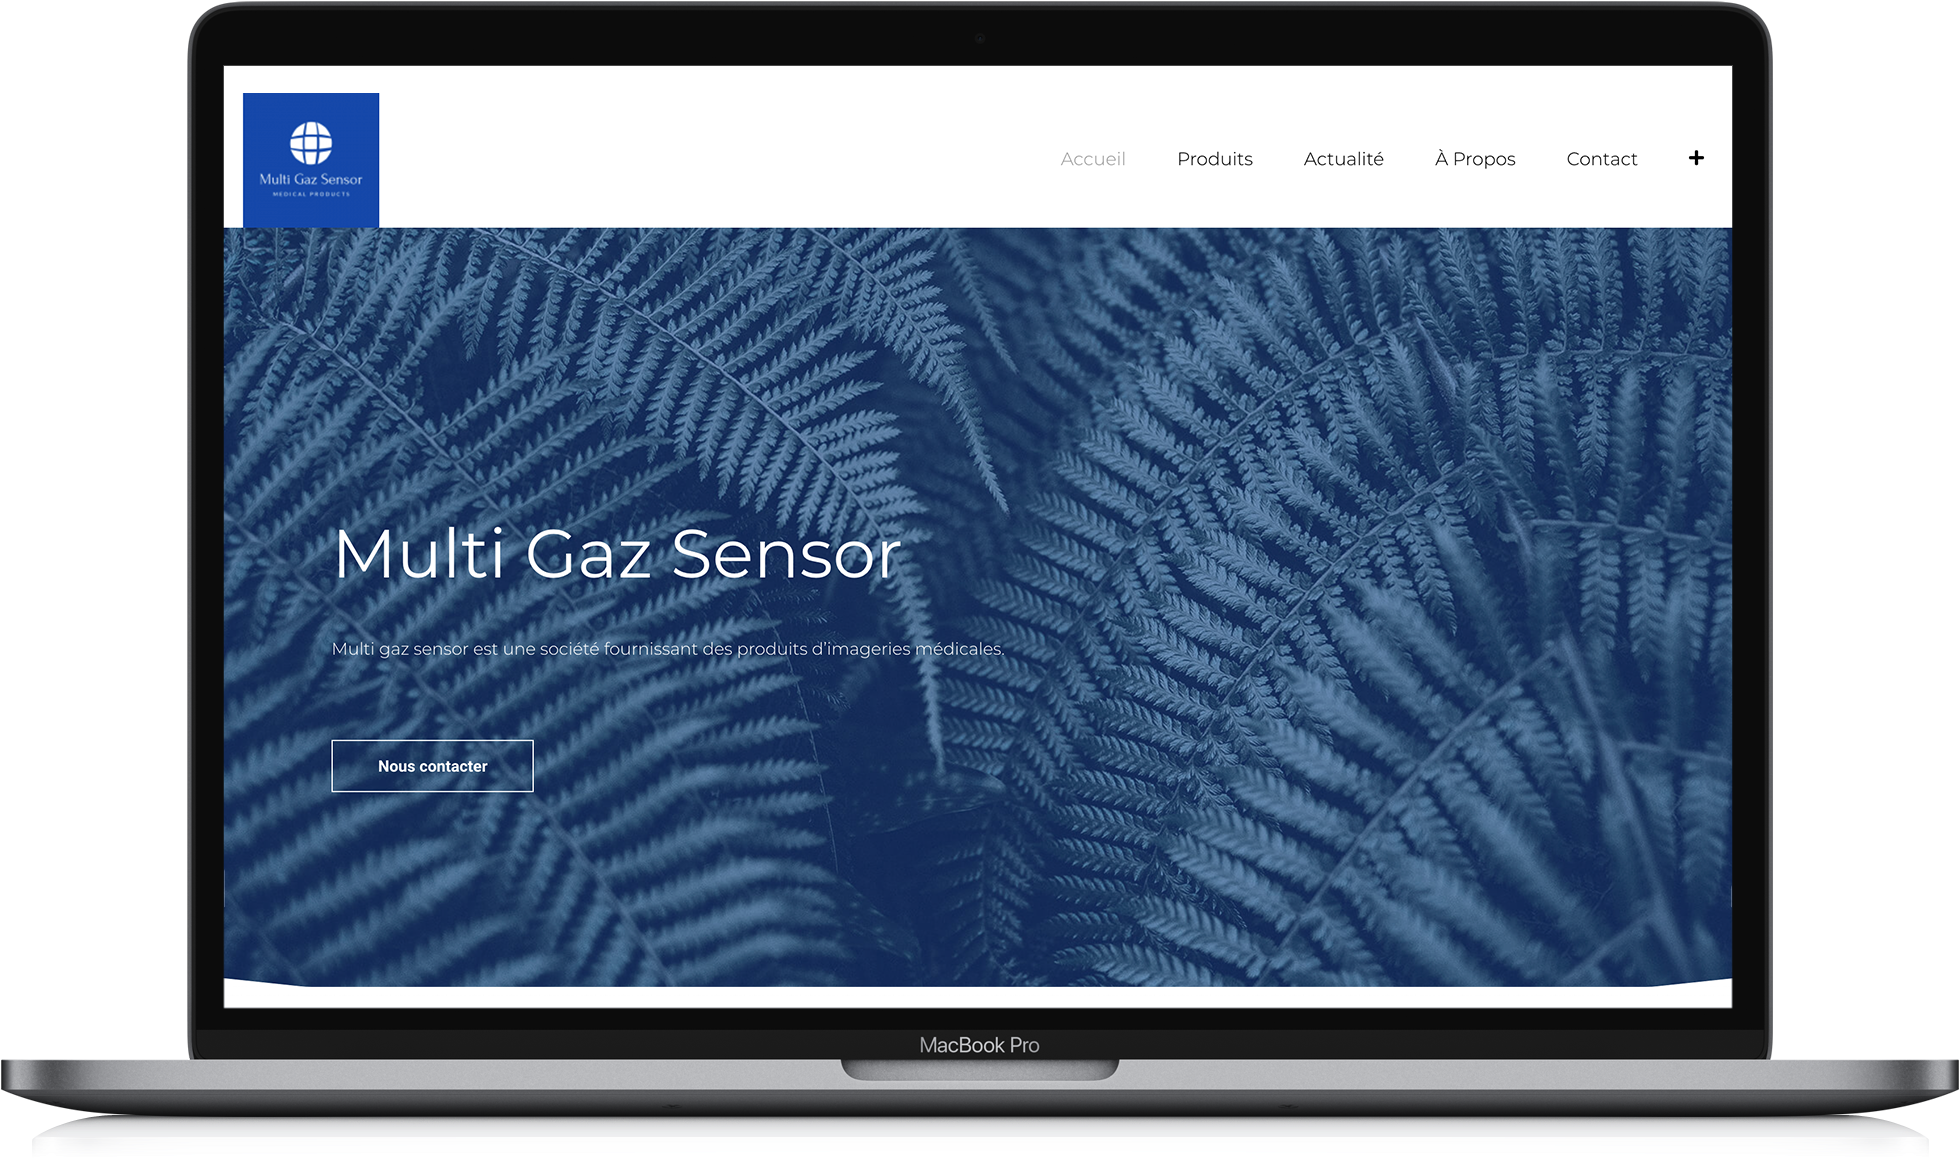 Multi Gaz Sensor
MEDICAL PRODUCTS
Accueil Produits Actualité À Propos Contact +
Multi Gaz Sensor
Multi gaz sensor est une société fournissant des produits d'imageries médicales.
Nous contacter
MacBook Pro